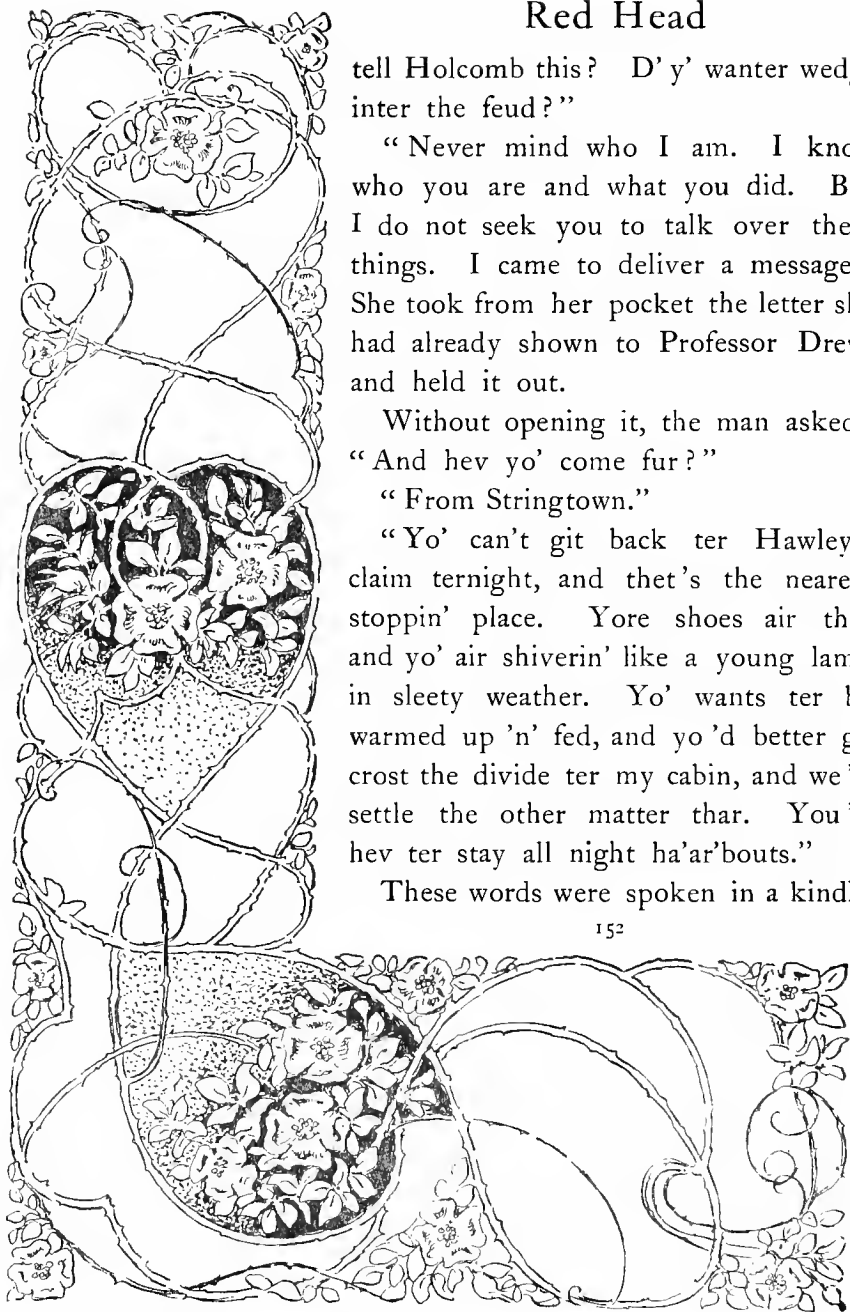 Red Head
tell Holcomb this? D' y' wanter wed
inter the feud?"
"Never mind who I am. I kno
who you are and what you did. B
I do not seek you to talk over the
things. I came to deliver a message
She took from her pocket the letter s
had already shown to Professor Dre
and held it out.
Without opening it, the man asked
"And hev yo' come fur?"
"From Stringtown."
"Yo' can't git back ter Hawley
claim ternight, and thet's the neare
stoppin' place. Yore shoes air th
and yo' air shiverin' like a young lam
in sleety weather. Yo' wants ter
warmed up 'n' fed, and yo 'd better g
crost the divide ter my cabin, and we'
settle the other matter thar. You '
hev ter stay all night ha'ar'bouts."
These words were spoken in a kindl
152